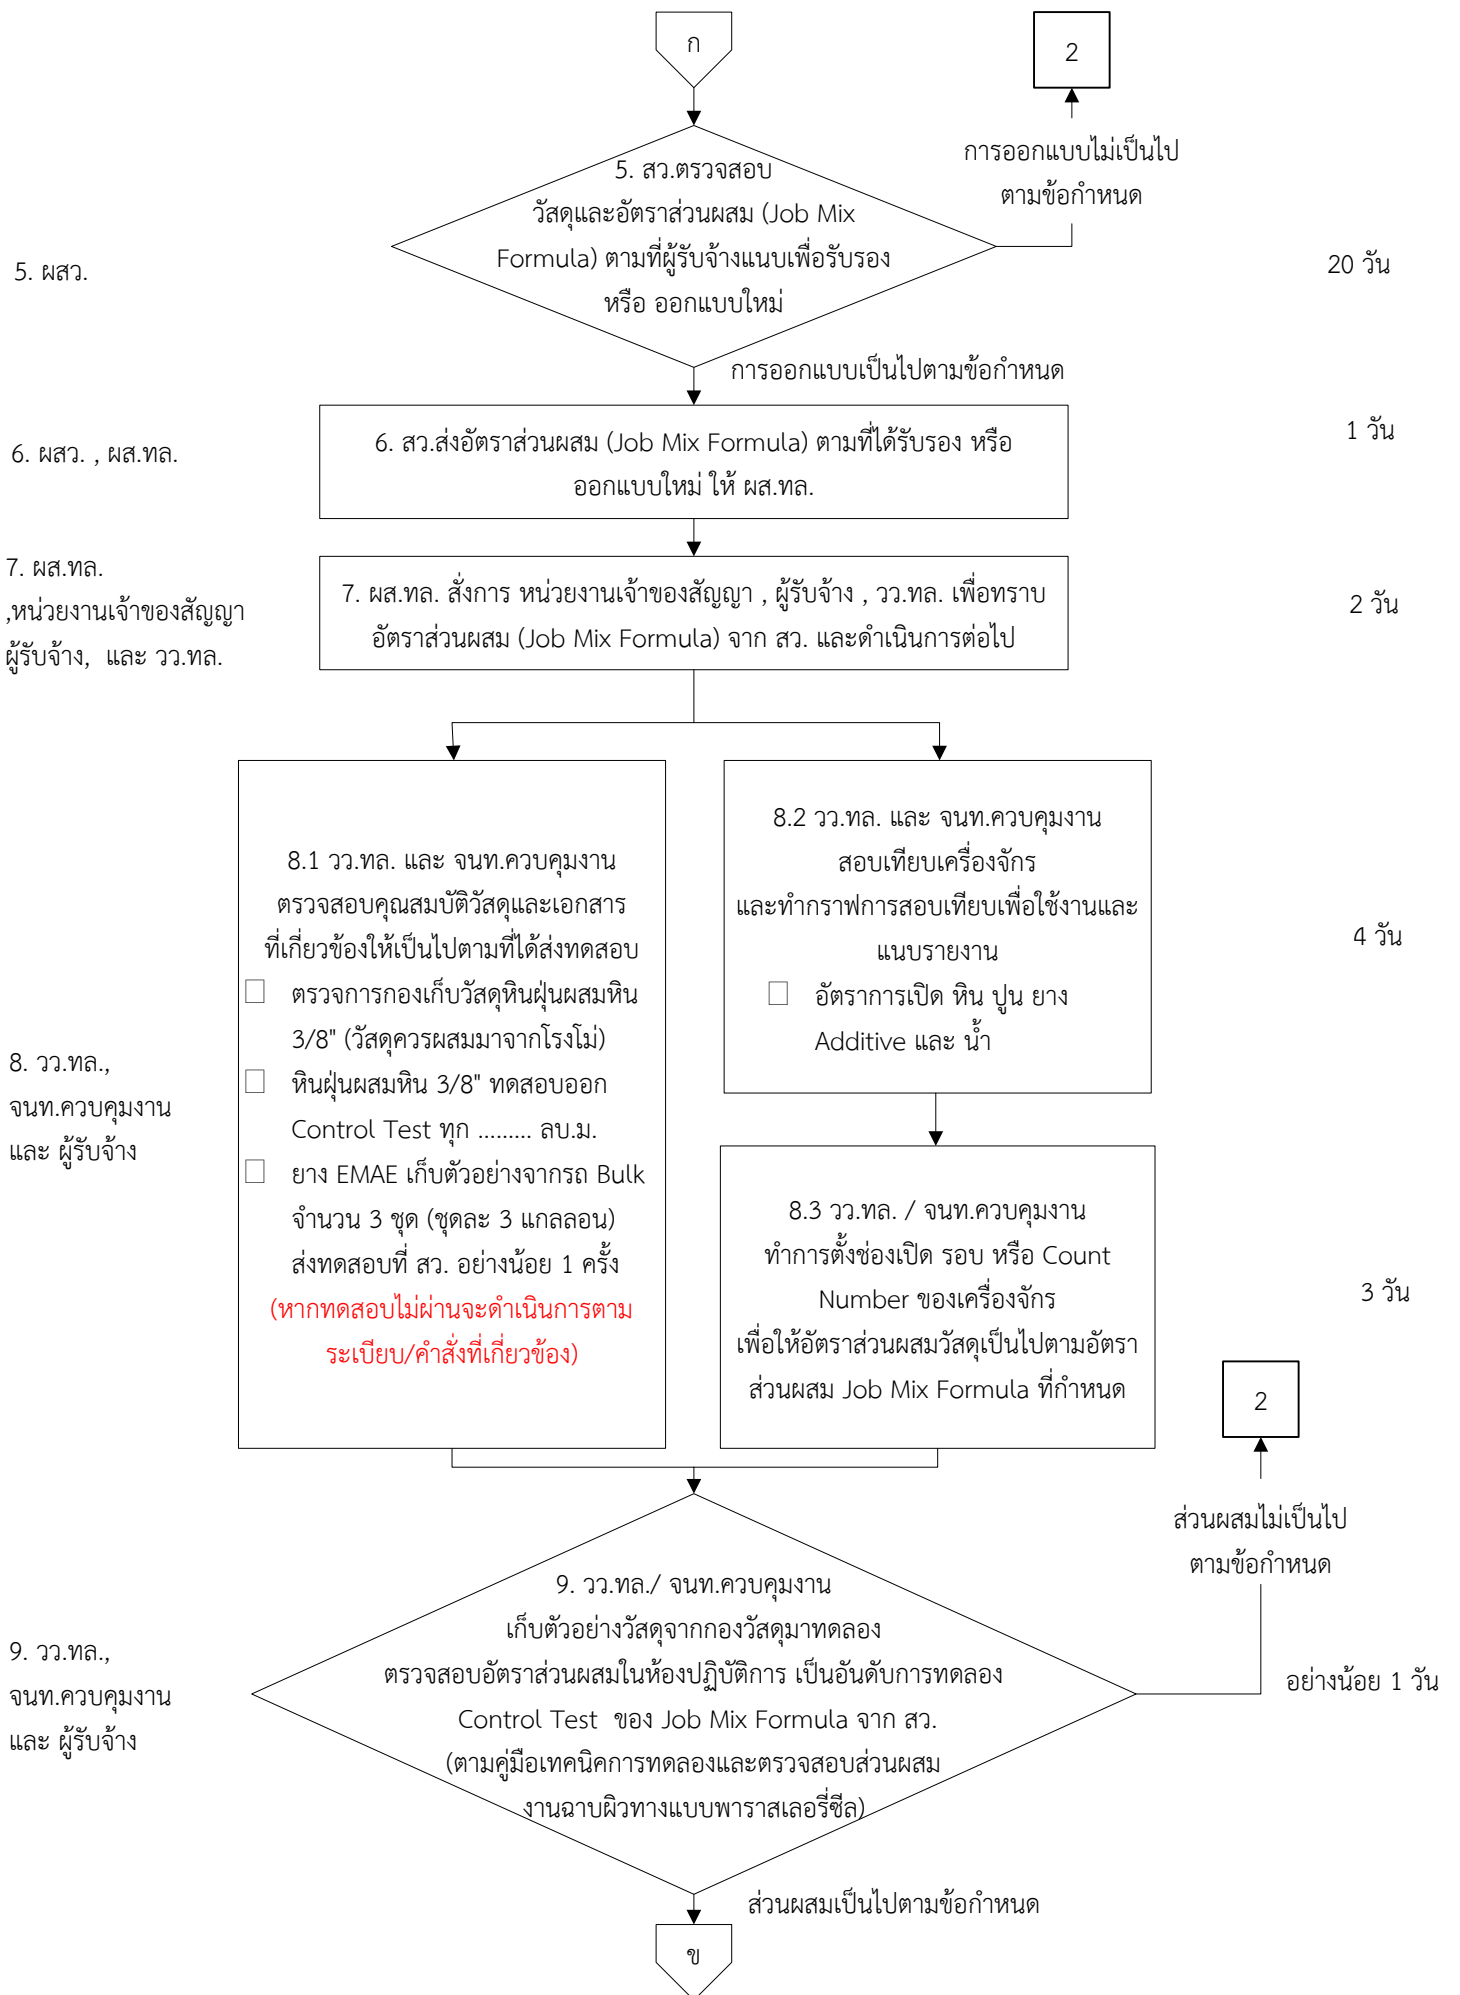 ก
2
การออกแบบไม่เป็นไป
ตามข้อกำหนด
5. สว.ตรวจสอบ
วัสดุและอัตราส่วนผสม (Job Mix
Formula) ตามที่ผู้รับจ้างแนบเพื่อรับรอง
หรือ ออกแบบใหม่
5. ผสว.
20 วัน
การออกแบบเป็นไปตามข้อกำหนด
6. ผสว. , ผส.ทล.
6. สว.ส่งอัตราส่วนผสม (Job Mix Formula) ตามที่ได้รับรอง หรือ
ออกแบบใหม่ ให้ ผส.ทล.
1 วัน
7. ผส.ทล.
,หน่วยงานเจ้าของสัญญา
ผู้รับจ้าง, และ วว.ทล.
7. ผส.ทล. สั่งการ หน่วยงานเจ้าของสัญญา , ผู้รับจ้าง , วว.ทล. เพื่อทราบ
อัตราส่วนผสม (Job Mix Formula) จาก สว. และดำเนินการต่อไป
2 วัน
8. วว.ทล.,
จนท.ควบคุมงาน
และ ผู้รับจ้าง
8.1 วว.ทล. และ จนท.ควบคุมงาน
ตรวจสอบคุณสมบัติวัสดุและเอกสาร
ที่เกี่ยวข้องให้เป็นไปตามที่ได้ส่งทดสอบ
☐ ตรวจการกองเก็บวัสดุหินฝุ่นผสมหิน
3/8" (วัสดุควรผสมมาจากโรงโม่)
☐ หินฝุ่นผสมหิน 3/8" ทดสอบออก
Control Test ทุก ......... ลบ.ม.
☐ ยาง EMAE เก็บตัวอย่างจากรถ Bulk
จำนวน 3 ชุด (ชุดละ 3 แกลลอน)
ส่งทดสอบที่ สว. อย่างน้อย 1 ครั้ง
(หากทดสอบไม่ผ่านจะดำเนินการตาม
ระเบียบ/คำสั่งที่เกี่ยวข้อง)
8.2 วว.ทล. และ จนท.ควบคุมงาน
สอบเทียบเครื่องจักร
และทำกราฟการสอบเทียบเพื่อใช้งานและ
แนบรายงาน
☐ อัตราการเปิด หิน ปูน ยาง
Additive และ น้ำ
4 วัน
8.3 วว.ทล. / จนท.ควบคุมงาน
ทำการตั้งช่องเปิด รอบ หรือ Count
Number ของเครื่องจักร
เพื่อให้อัตราส่วนผสมวัสดุเป็นไปตามอัตรา
ส่วนผสม Job Mix Formula ที่กำหนด
3 วัน
2
ส่วนผสมไม่เป็นไป
ตามข้อกำหนด
9. วว.ทล.,
จนท.ควบคุมงาน
และ ผู้รับจ้าง
9. วว.ทล./ จนท.ควบคุมงาน
เก็บตัวอย่างวัสดุจากกองวัสดุมาทดลอง
ตรวจสอบอัตราส่วนผสมในห้องปฏิบัติการ เป็นอันดับการทดลอง
Control Test ของ Job Mix Formula จาก สว.
(ตามคู่มือเทคนิคการทดลองและตรวจสอบส่วนผสม
งานฉาบผิวทางแบบพาราสเลอรี่ซีล)
อย่างน้อย 1 วัน
ส่วนผสมเป็นไปตามข้อกำหนด
ข